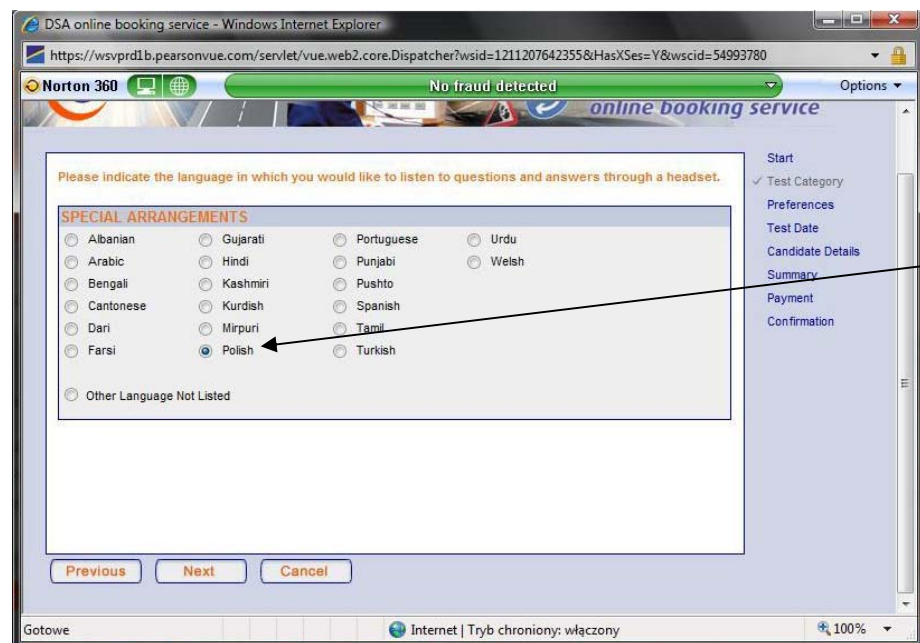 DSA online booking service - Windows Internet Explorer
https://wsvprd1b.pearsonvue.com/servlet/vue.web2.core.Dispatcher?wsid=1211207642355&HasXSes=Y&wscid=54993780
Norton 360 No fraud detected Options
online booking service
Please indicate the language in which you would like to listen to questions and answers through a headset.
SPECIAL ARRANGEMENTS
Albanian Gujarati Portuguese Urdu
Arabic Hindi Punjabi Welsh
Bengali Kashmiri Pushto
Cantonese Kurdish Spanish
Dari Mirpuri Tamil
Farsi Polish Turkish
Other Language Not Listed
Start
✓ Test Category
Preferences
Test Date
Candidate Details
Summary
Payment
Confirmation
Previous Next Cancel
Gotowe Internet | Tryb chroniony: włączony 100%